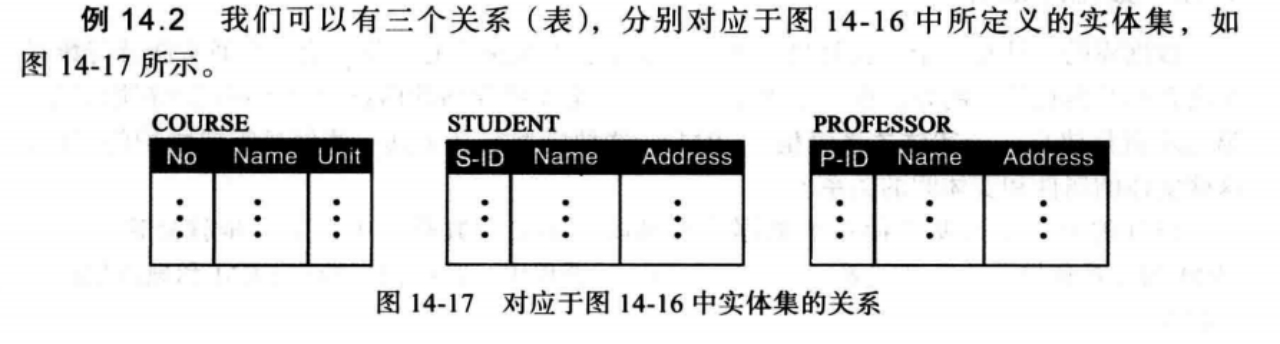 例 14.2 我们可以有三个关系（表），分别对应于图 14-16 中所定义的实体集，如
图 14-17 所示。
COURSE STUDENT PROFESSOR
No Name Unit S-ID Name Address P-ID Name Address
图 14-17 对应于图 14-16 中实体集的关系